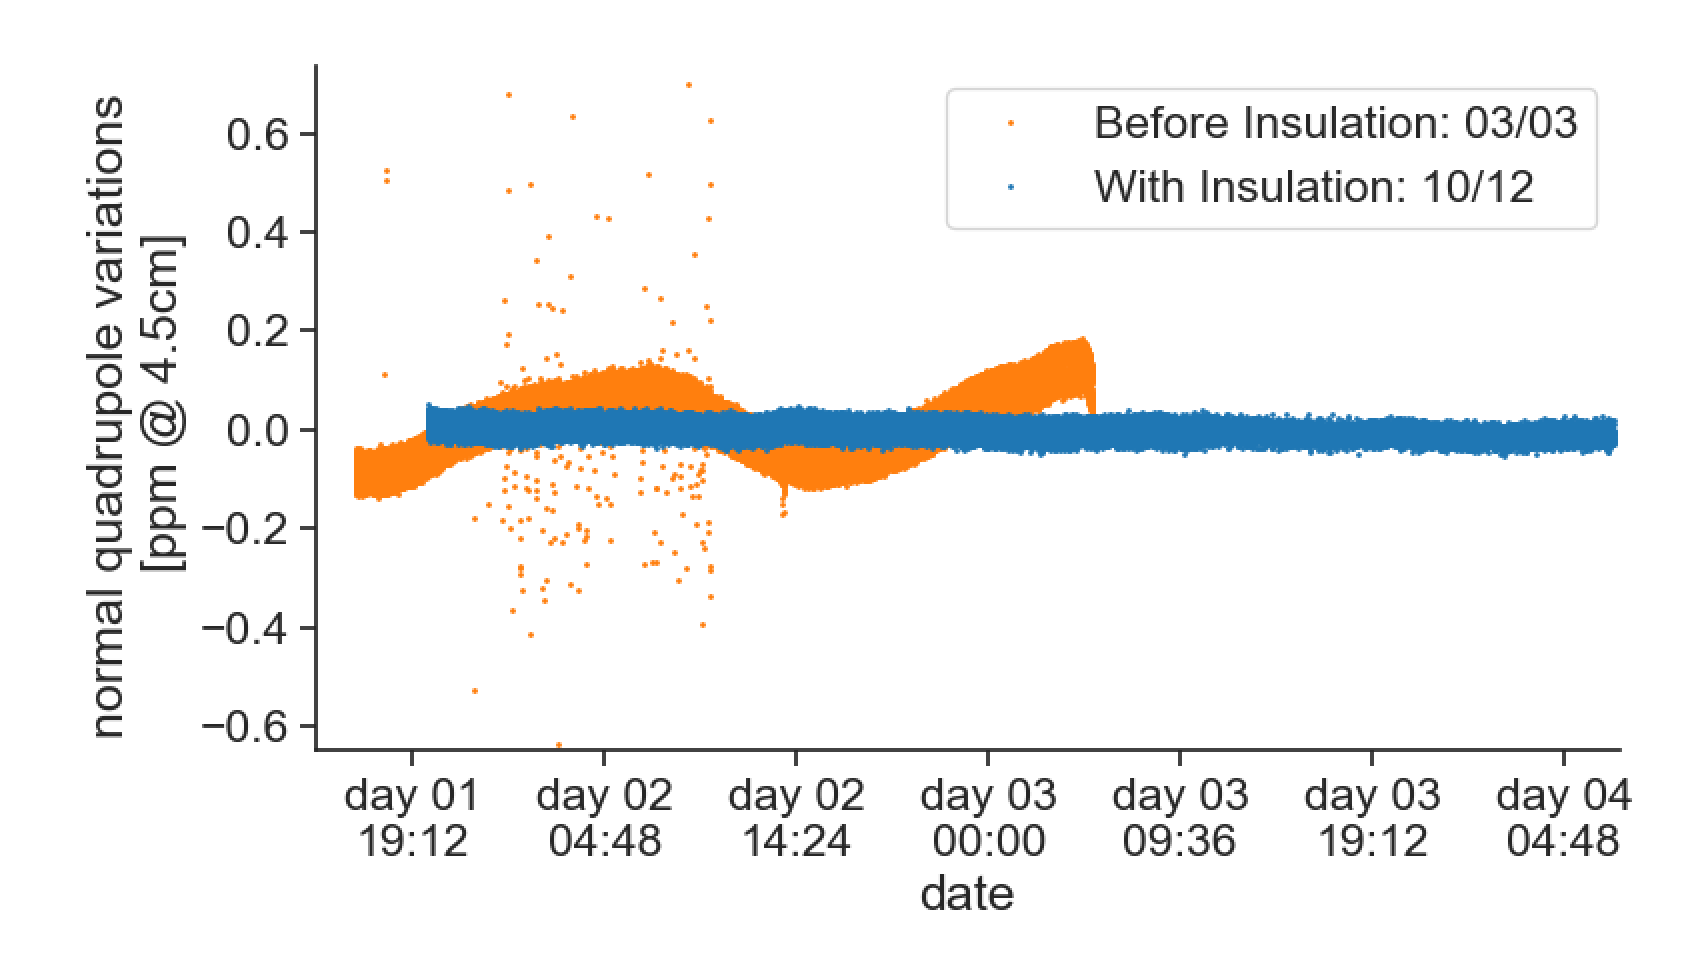 normal quadrupole variations
[ppm @ 4.5cm]
0.6
0.4
0.2
0.0
−0.2
−0.4
−0.6
Before Insulation: 03/03
With Insulation: 10/12
day 01
19:12
day 02
04:48
day 02
14:24
day 03
00:00
day 03
09:36
day 03
19:12
day 04
04:48
date